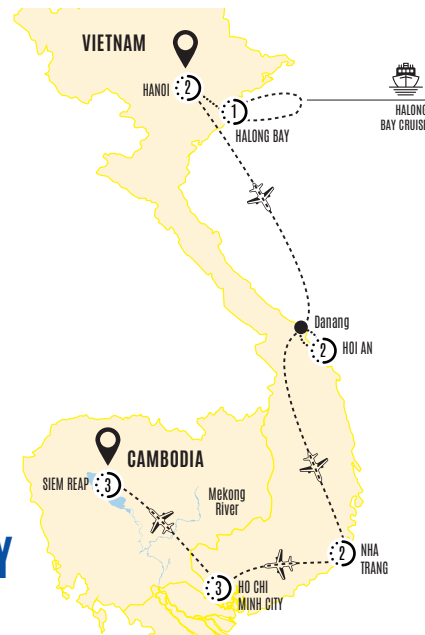 VIETNAM
HANOI
2
1
HALONG BAY
HALONG
BAY CRUISE
Danang
2
HOI AN
CAMBODIA
SIEM REAP
3
Mekong
River
2
NHA
TRANG
3
HO CHI
MINH CITY
Y